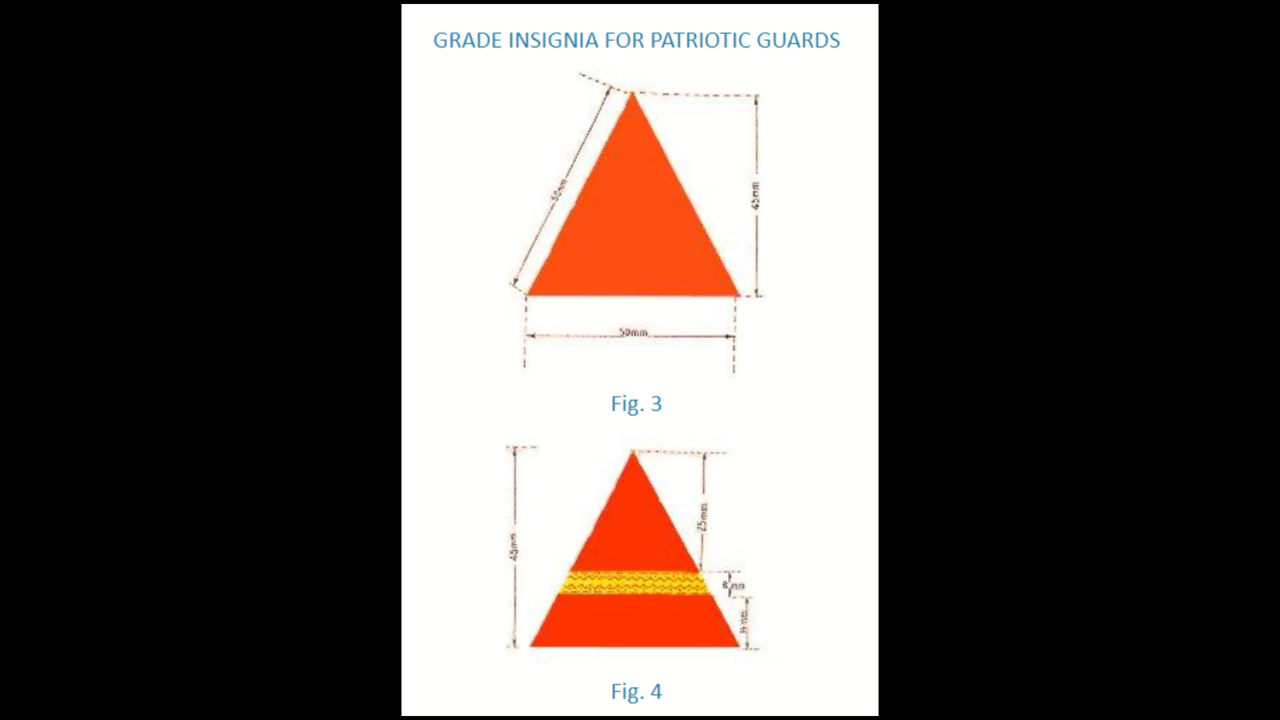 GRADE INSIGNIA FOR PATRIOTIC GUARDS
50mm
45mm
50mm
Fig. 3
45mm
25mm
Fig. 4